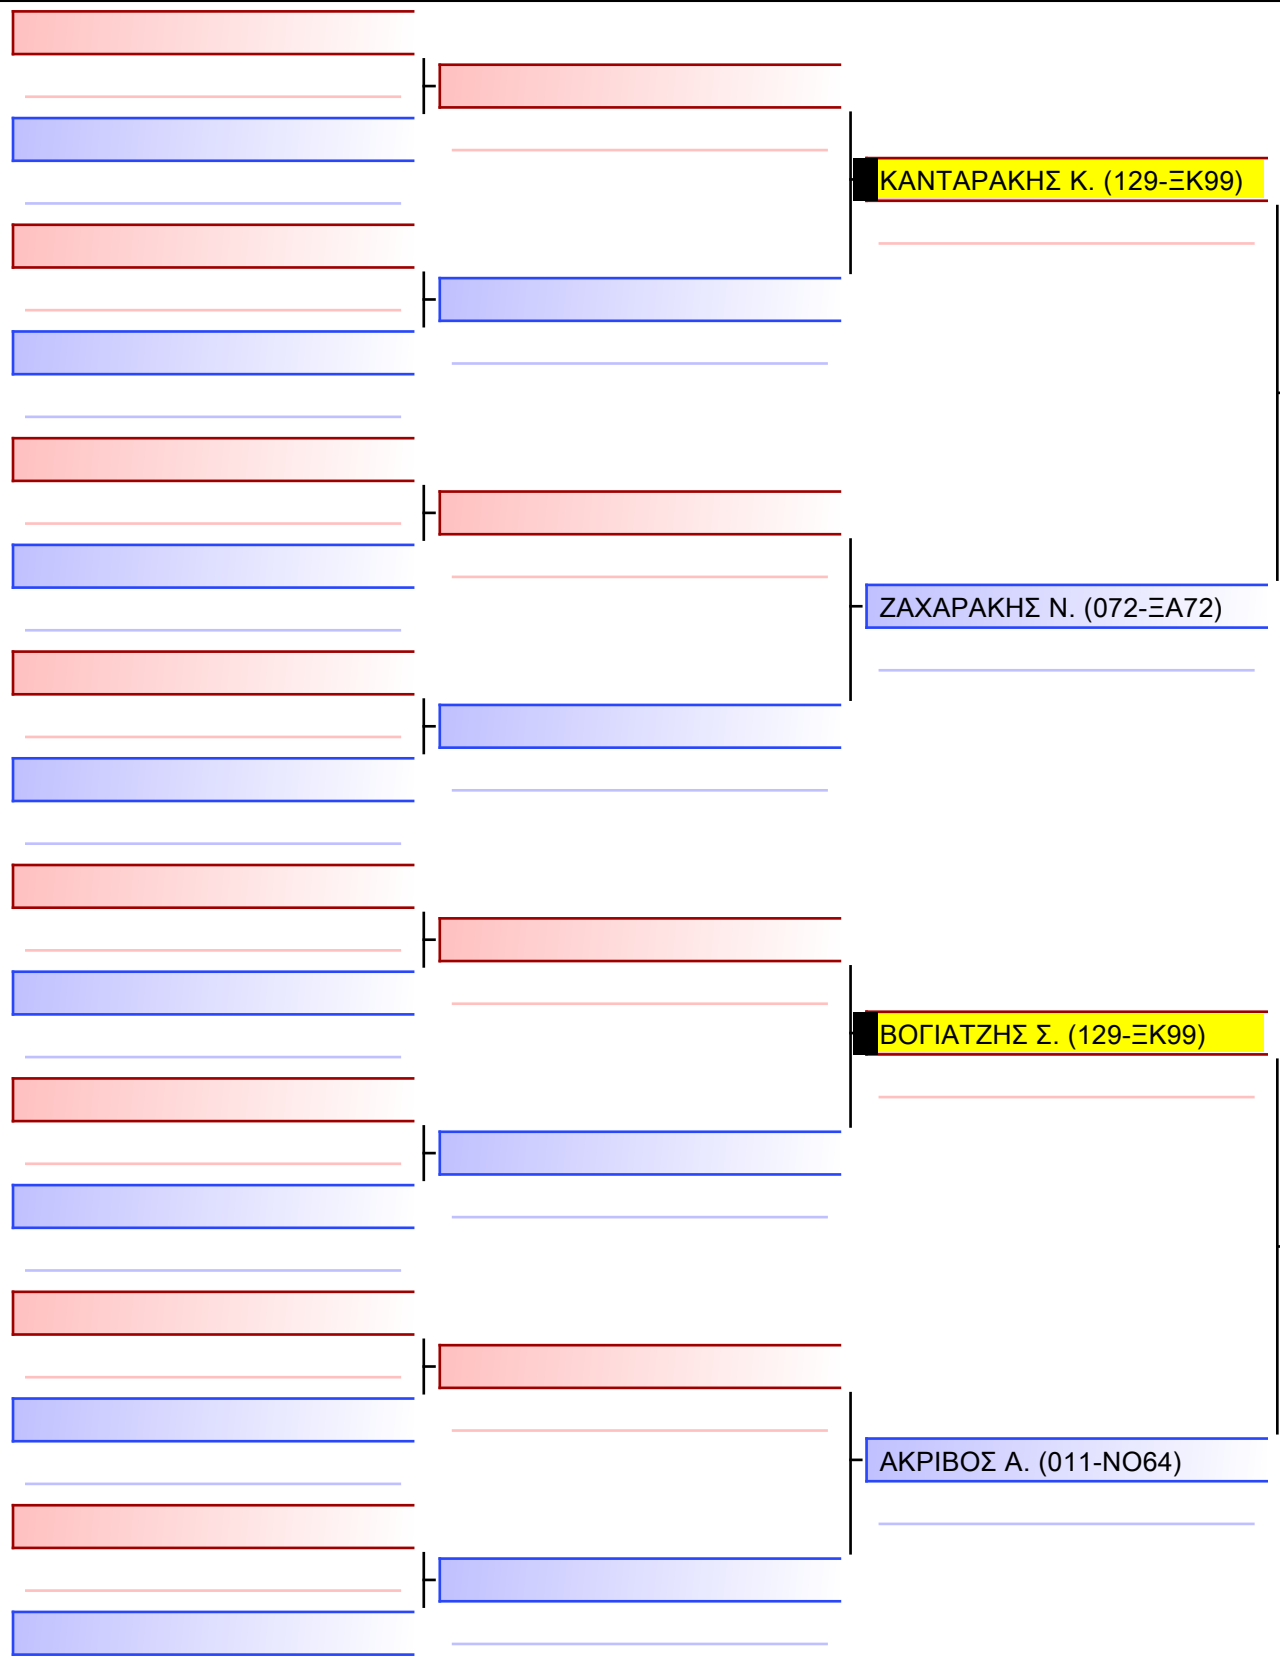 ΚΑΝΤΑΡΑΚΗΣ Κ. (129-ΞΚ99)
ΖΑΧΑΡΑΚΗΣ Ν. (072-ΞΑ72)
ΒΟΓΙΑΤΖΗΣ Σ. (129-ΞΚ99)
ΑΚΡΙΒΟΣ Α. (011-ΝΟ64)